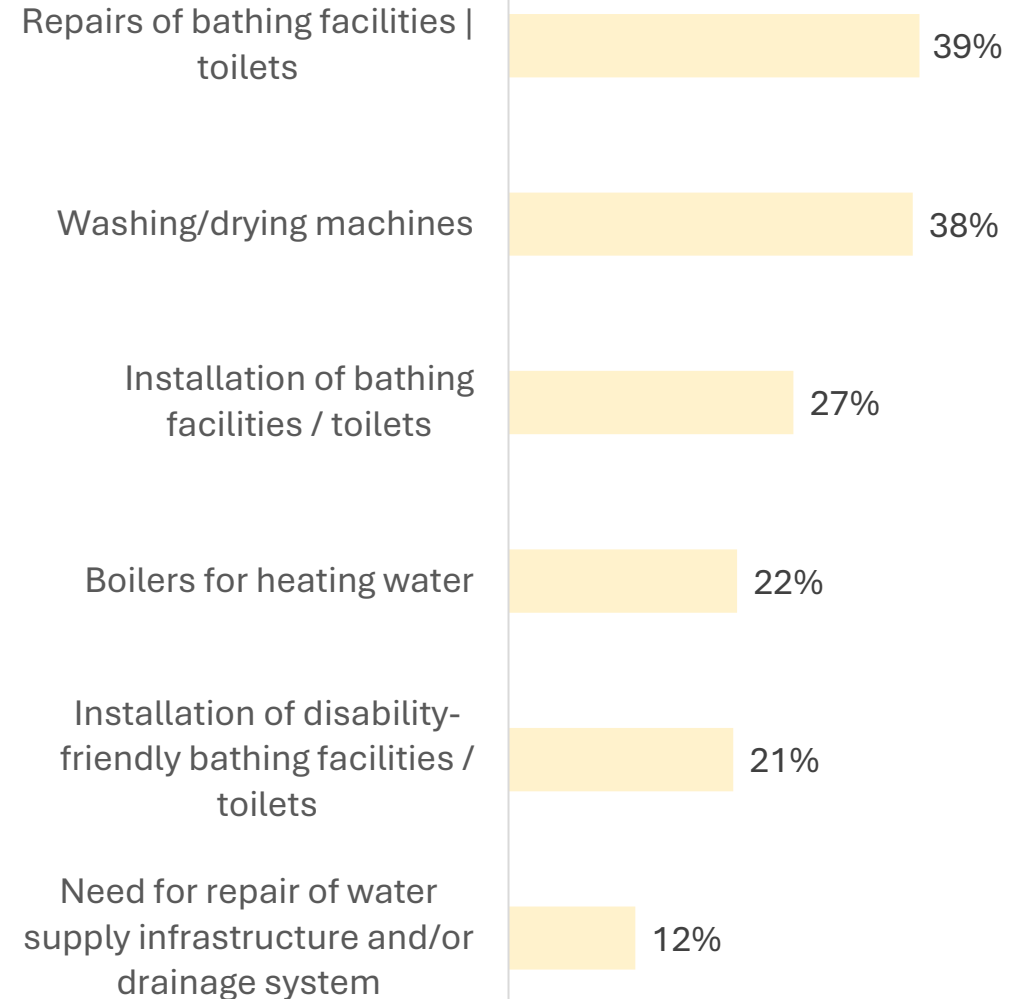 Repairs of bathing facilities |
toilets
39%
Washing/drying machines
38%
Installation of bathing
facilities / toilets
27%
Boilers for heating water
22%
Installation of disability-
friendly bathing facilities /
toilets
21%
Need for repair of water
supply infrastructure and/or
drainage system
12%